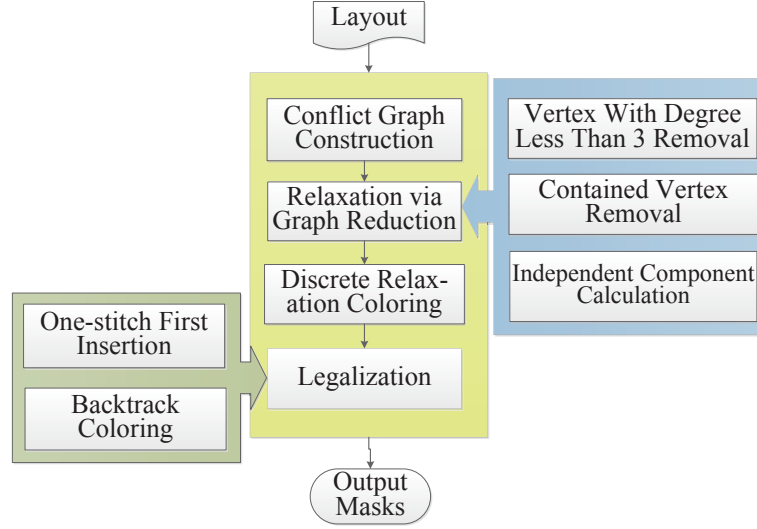 Layout
Conflict Graph
Construction
Relaxation via
Graph Reduction
Discrete Relax-
ation Coloring
Legalization
Vertex With Degree
Less Than 3 Removal
Contained Vertex
Removal
Independent Component
Calculation
One-stitch First
Insertion
Backtrack
Coloring
Output
Masks